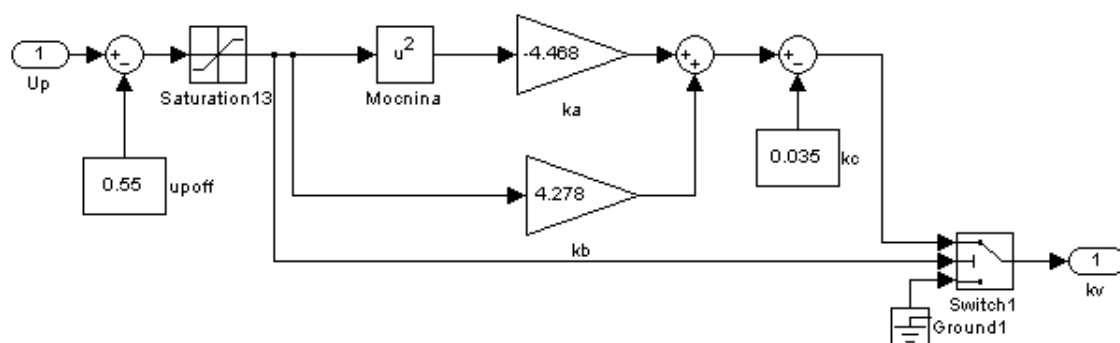 1
Up
+
−
Saturation13
0.55
upoff
u2
Mocnina
-4.468
ka
4.278
kb
+
+
+
−
0.035
kc
Switch1
Ground1
1
kv